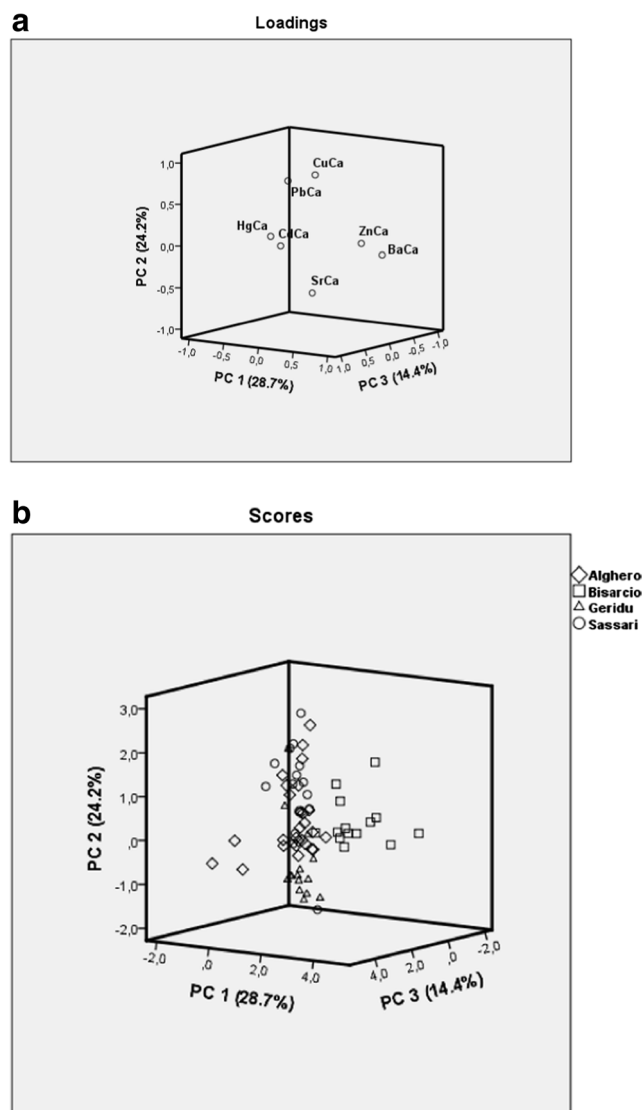 a
Loadings
1,0
0,5
0,0
-0,5
-1,0
PC 2 (24.2%)
CuCa
PbCa
HgCa
CdCa
ZnCa
BaCa
SrCa
-1,0 -0,5 0,0 0,5 1,0
PC 1 (28.7%)
1,0 0,5 0,0 -0,5 -1,0
PC 3 (14.4%)
b
Scores
Alghero
Bisarcio
Geridu
Sassari
3,0
2,0
1,0
,0
-1,0
-2,0
PC 2 (24.2%)
-2,0 ,0 2,0 4,0
PC 1 (28.7%)
4,0 2,0 ,0 -2,0
PC 3 (14.4%)